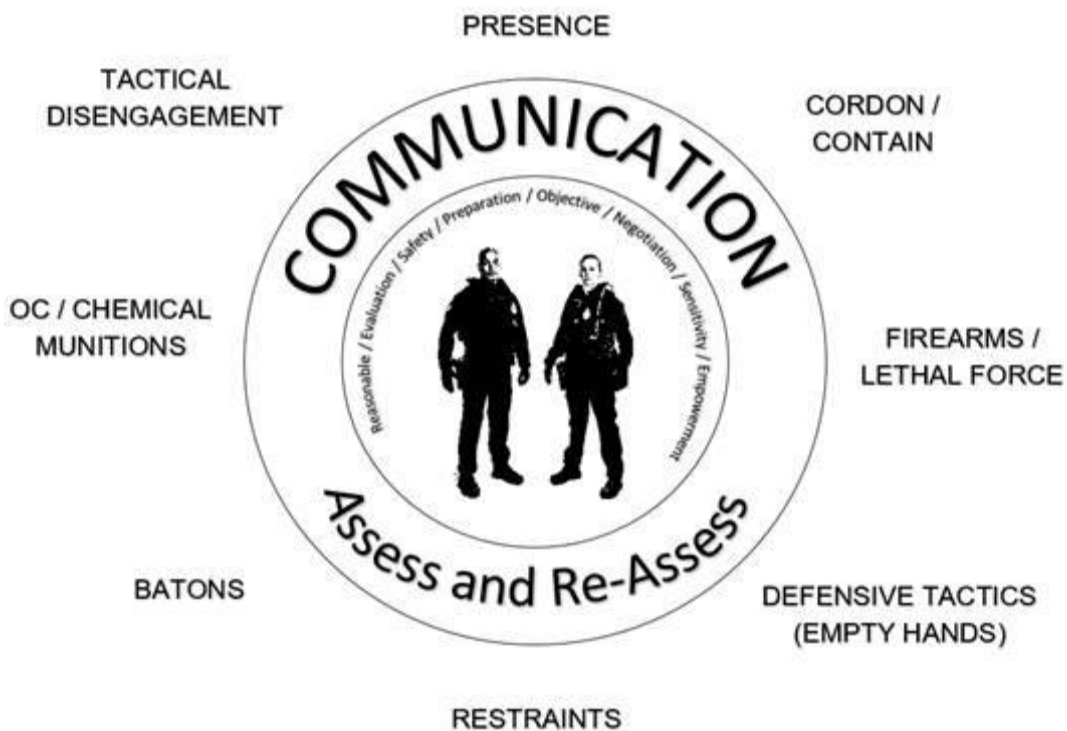 PRESENCE
TACTICAL
DISENGAGEMENT
CORDON /
CONTAIN
COMMUNICATION
Reasonable / Evaluation / Safety / Preparation / Objective / Negotiation / Sensitivity / Empowerment
OC / CHEMICAL
MUNITIONS
FIREARMS /
LETHAL FORCE
Assess and Re-Assess
BATONS
DEFENSIVE TACTICS
(EMPTY HANDS)
RESTRAINTS